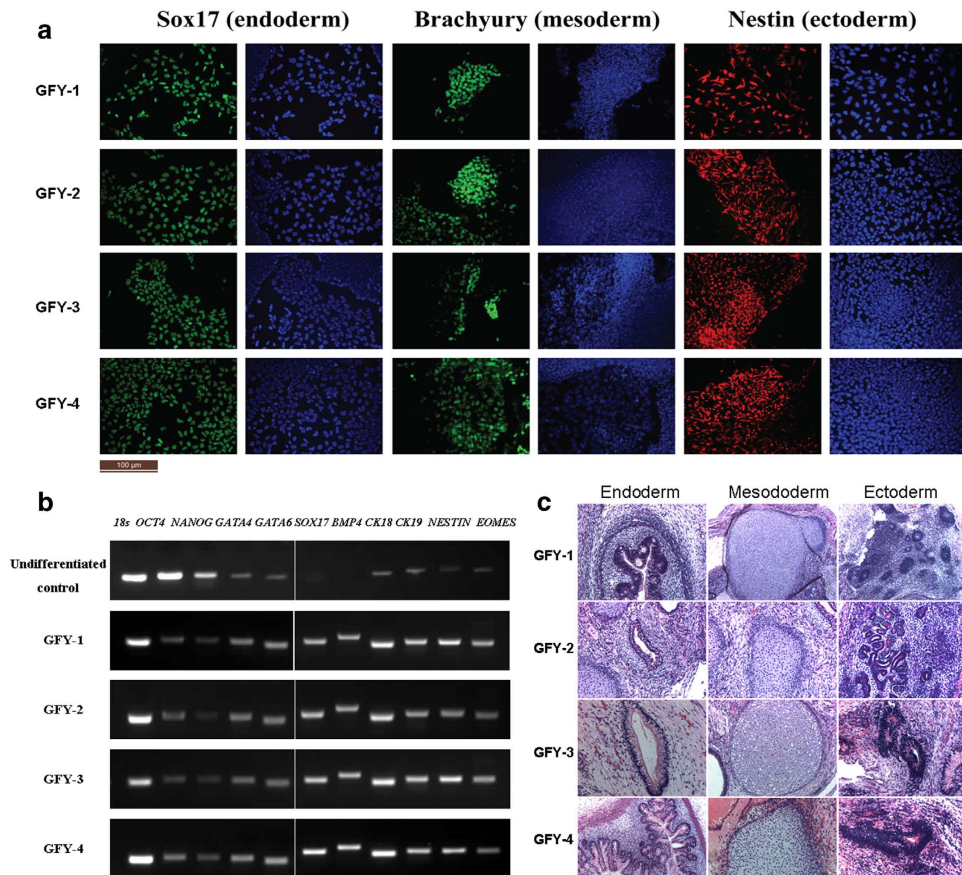 Sox17 (endoderm) Brachyury (mesoderm) Nestin (ectoderm)
a
GFY-1
GFY-2
GFY-3
GFY-4
100 µm
b
18s OCT4 NANOG GATA4 GATA6 SOX17 BMP4 CK18 CK19 NESTIN EOMES
Undifferentiated
control
GFY-1
GFY-2
GFY-3
GFY-4
c
Endoderm Mesododerm Ectoderm
GFY-1
GFY-2
GFY-3
GFY-4